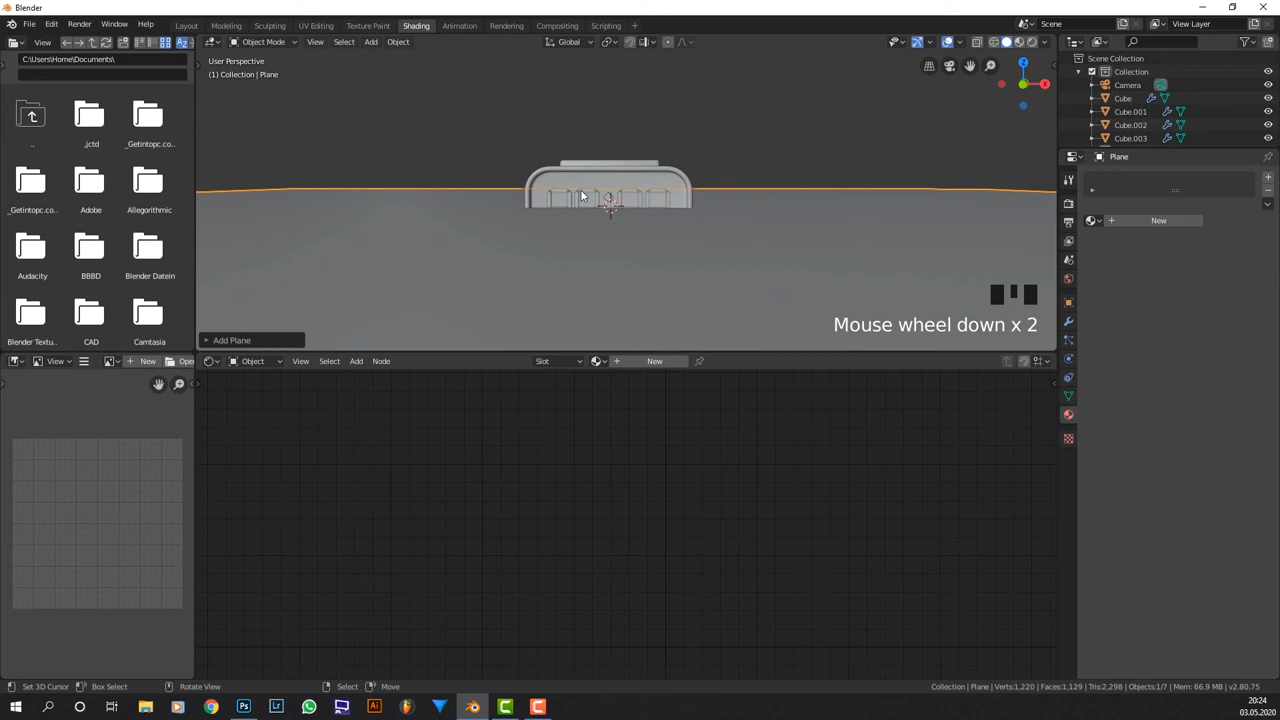 Blender
File Edit Render Window Help Layout Modeling Sculpting UV Editing Texture Paint Shading Animation Rendering Compositing Scripting + Scene View Layer
View Object Mode View Select Add Object Global
C:\Users\Home\Documents\
User Perspective
(1) Collection | Plane
Scene Collection
Collection
Camera
Cube
Cube.001
Cube.002
Cube.003
Plane
New
.. .jctd _Getintopc.co...
_Getintopc.co... Adobe Allegorithmic
Audacity BBBD Blender Datein
Blender Textu... CAD Camtasia
X
Y
Z
Mouse wheel down x 2
Add Plane
View New Open Object View Select Add Node Slot New
Set 3D Cursor Box Select Rotate View Select Move Collection | Plane | Verts:1,220 | Faces:1,129 | Tris:2,298 | Objects:1/7 | Mem: 66.9 MB | v2.80.75
20:24
03.05.2020